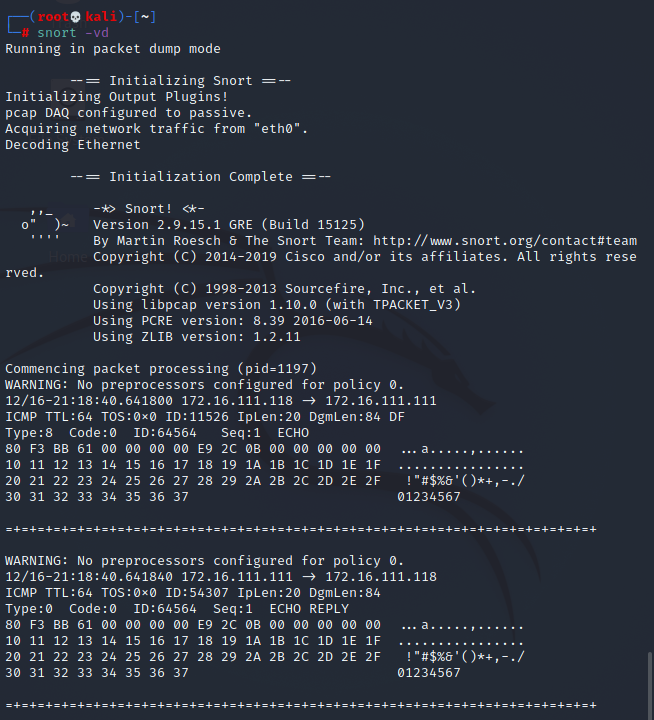 ┌──(root💀kali)-[~]
└─# snort -vd
Running in packet dump mode
--== Initializing Snort ==--
Initializing Output Plugins!
pcap DAQ configured to passive.
Acquiring network traffic from "eth0".
Decoding Ethernet
--== Initialization Complete ==--
,,_ -*> Snort! <*-
o" )~ Version 2.9.15.1 GRE (Build 15125)
'''' By Martin Roesch & The Snort Team: http://www.snort.org/contact#team
Copyright (C) 2014-2019 Cisco and/or its affiliates. All rights rese
rved.
Copyright (C) 1998-2013 Sourcefire, Inc., et al.
Using libpcap version 1.10.0 (with TPACKET_V3)
Using PCRE version: 8.39 2016-06-14
Using ZLIB version: 1.2.11
Commencing packet processing (pid=1197)
WARNING: No preprocessors configured for policy 0.
12/16-21:18:40.641800 172.16.111.118 -> 172.16.111.111
ICMP TTL:64 TOS:0x0 ID:11526 IpLen:20 DgmLen:84 DF
Type:8 Code:0 ID:64564 Seq:1 ECHO
80 F3 BB 61 00 00 00 00 E9 2C 0B 00 00 00 00 00 ...a.....,......
10 11 12 13 14 15 16 17 18 19 1A 1B 1C 1D 1E 1F ................
20 21 22 23 24 25 26 27 28 29 2A 2B 2C 2D 2E 2F !"#$%&'()*+,-./
30 31 32 33 34 35 36 37 01234567
=+=+=+=+=+=+=+=+=+=+=+=+=+=+=+=+=+=+=+=+=+=+=+=+=+=+=+=+=+=+=+=+=+=+=+=+=+
WARNING: No preprocessors configured for policy 0.
12/16-21:18:40.641840 172.16.111.111 -> 172.16.111.118
ICMP TTL:64 TOS:0x0 ID:54307 IpLen:20 DgmLen:84
Type:0 Code:0 ID:64564 Seq:1 ECHO REPLY
80 F3 BB 61 00 00 00 00 E9 2C 0B 00 00 00 00 00 ...a.....,......
10 11 12 13 14 15 16 17 18 19 1A 1B 1C 1D 1E 1F ................
20 21 22 23 24 25 26 27 28 29 2A 2B 2C 2D 2E 2F !"#$%&'()*+,-./
30 31 32 33 34 35 36 37 01234567
=+=+=+=+=+=+=+=+=+=+=+=+=+=+=+=+=+=+=+=+=+=+=+=+=+=+=+=+=+=+=+=+=+=+=+=+=+